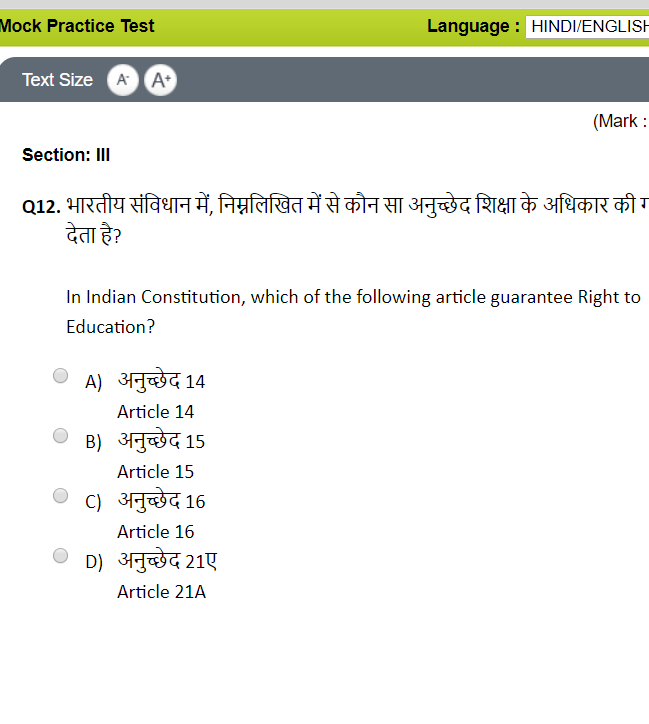 Mock Practice Test Language : HINDI/ENGLISH
Text Size A- A+
(Mark :
Section: III
Q12. भारतीय संविधान में, निम्नलिखित में से कौन सा अनुच्छेद शिक्षा के अधिकार की
देता है?
In Indian Constitution, which of the following article guarantee Right to
Education?
A) अनुच्छेद 14
Article 14
B) अनुच्छेद 15
Article 15
C) अनुच्छेद 16
Article 16
D) अनुच्छेद 21ए
Article 21A